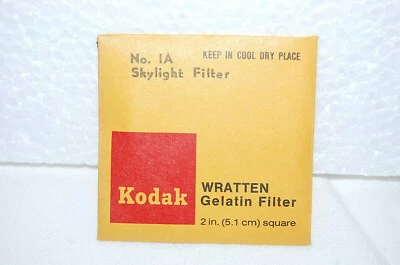 No. 1A KEEP IN COOL DRY PLACE
Skylight Filter
Kodak
WRATTEN
Gelatin Filter
2 in. (5.1 cm) square